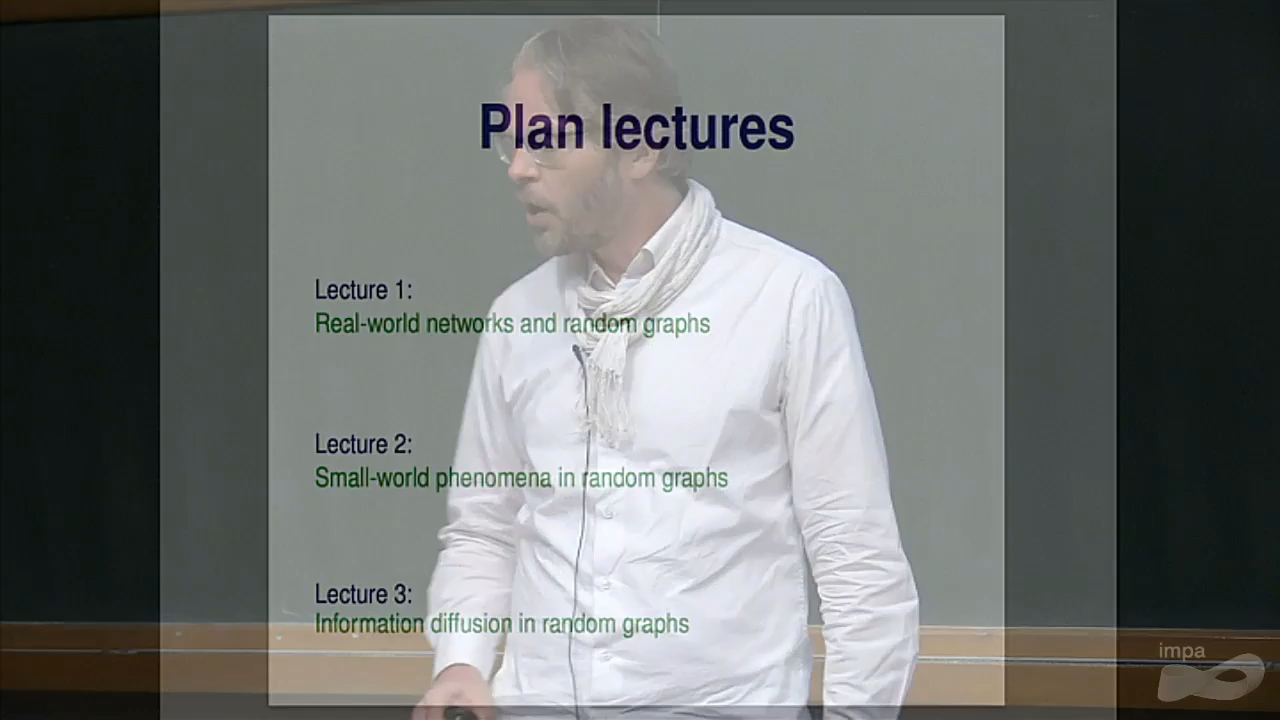 Plan lectures
Lecture 1:
Real-world networks and random graphs
Lecture 2:
Small-world phenomena in random graphs
Lecture 3:
Information diffusion in random graphs
impa